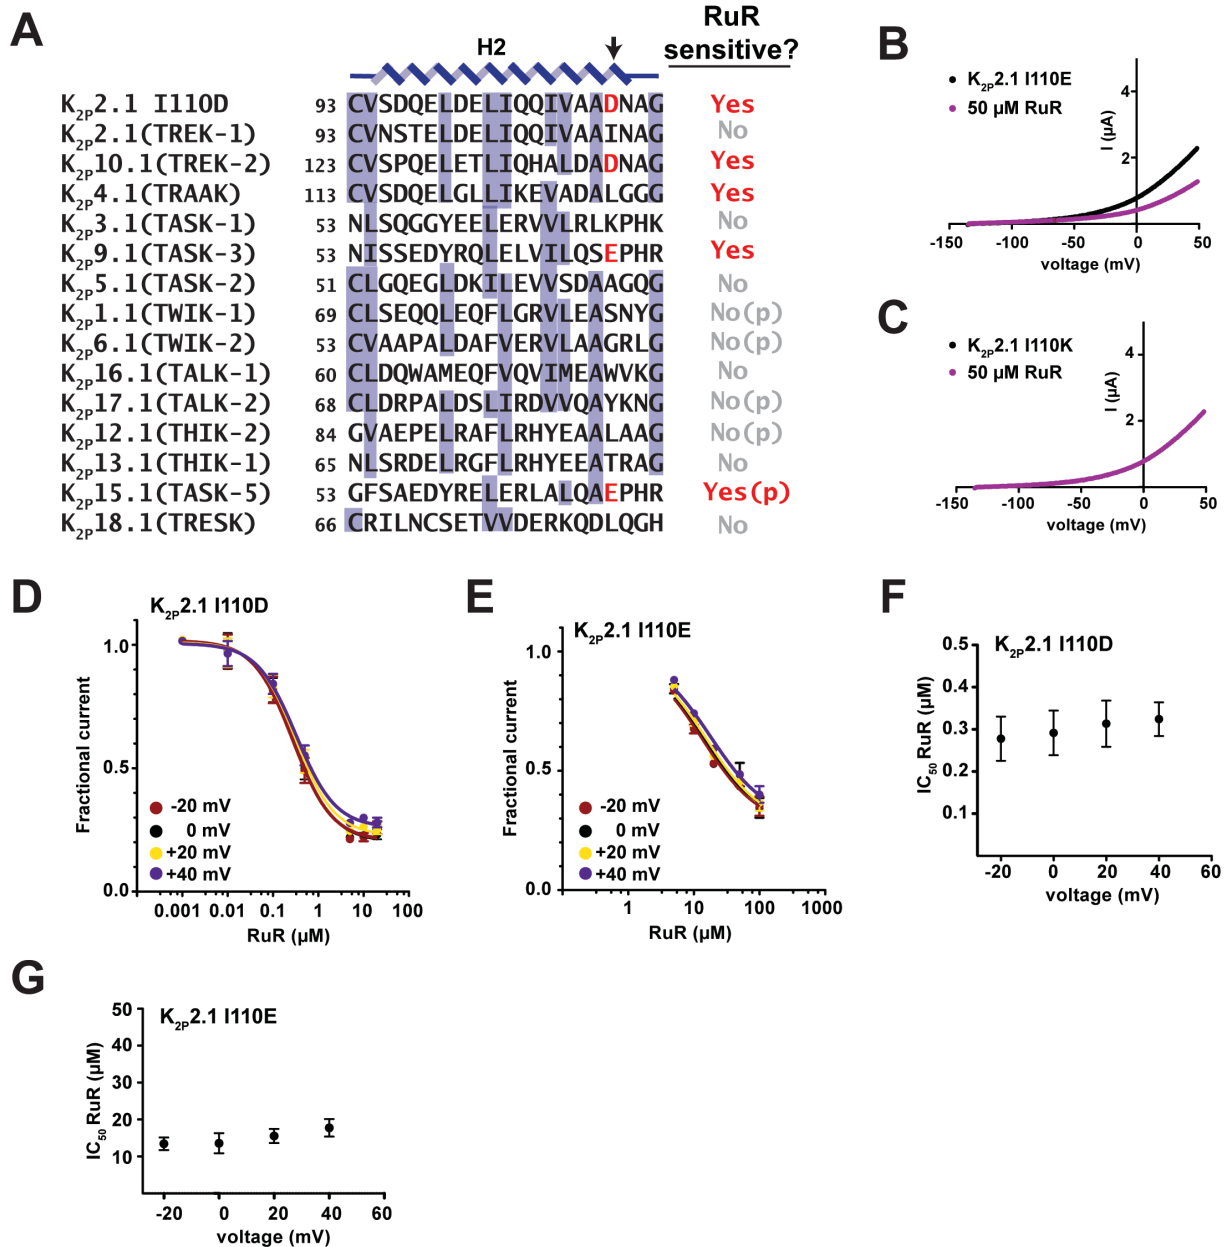 A
H2
RuR
sensitive?
K2P2.1 I110D 93 CVSDQELDELIQQIVAADNAG Yes
K2P2.1(TREK-1) 93 CVNSTELDELIQQIVAAINAG No
K2P10.1(TREK-2) 123 CVSPQELETLIQHALDADNAG Yes
K2P4.1(TRAAK) 113 CVSDQELGLLIKEVADALGGG Yes
K2P3.1(TASK-1) 53 NLSQGGYEELERVVLRLKPHK No
K2P9.1(TASK-3) 53 NISSEDYRQLELVILQSEPHR Yes
K2P5.1(TASK-2) 51 CLGQEGLDKILEVVSDAAGQG No
K2P1.1(TWIK-1) 69 CLSEQQLEQFLGRVLEASNYG No(p)
K2P6.1(TWIK-2) 53 CVAAPALDAFVERVLAAGRLG No(p)
K2P16.1(TALK-1) 60 CLDQWAMEQFVQVIMEAWVKG No
K2P17.1(TALK-2) 68 CLDRPALDSLIRDVVQAYKNG No(p)
K2P12.1(THIK-2) 84 GVAEPELRAFLRHYEAALAAG No(p)
K2P13.1(THIK-1) 65 NLSRDELRGFLRHYEEATRAG No
K2P15.1(TASK-5) 53 GFSAEDYRELERLALQAEPHR Yes(p)
K2P18.1(TRESK) 66 CRILNCSETVVDERKQDLQGH No
B
K2P2.1 I110E
50 µM RuR
I (µA)
4
2
-150 -100 -50 0 50
voltage (mV)
C
K2P2.1 I110K
50 µM RuR
I (µA)
4
2
-150 -100 -50 0 50
voltage (mV)
D
K2P2.1 I110D
Fractional current
1.0
0.5
0.0
-20 mV
0 mV
+20 mV
+40 mV
0.001 0.01 0.1 1 10 100
RuR (µM)
E
K2P2.1 I110E
Fractional current
1.0
0.5
0.0
-20 mV
0 mV
+20 mV
+40 mV
1 10 100 1000
RuR (µM)
F
K2P2.1 I110D
IC50 RuR (µM)
0.5
0.4
0.3
0.2
0.1
-20 0 20 40 60
voltage (mV)
G
K2P2.1 I110E
IC50 RuR (µM)
50
40
30
20
10
-20 0 20 40 60
voltage (mV)